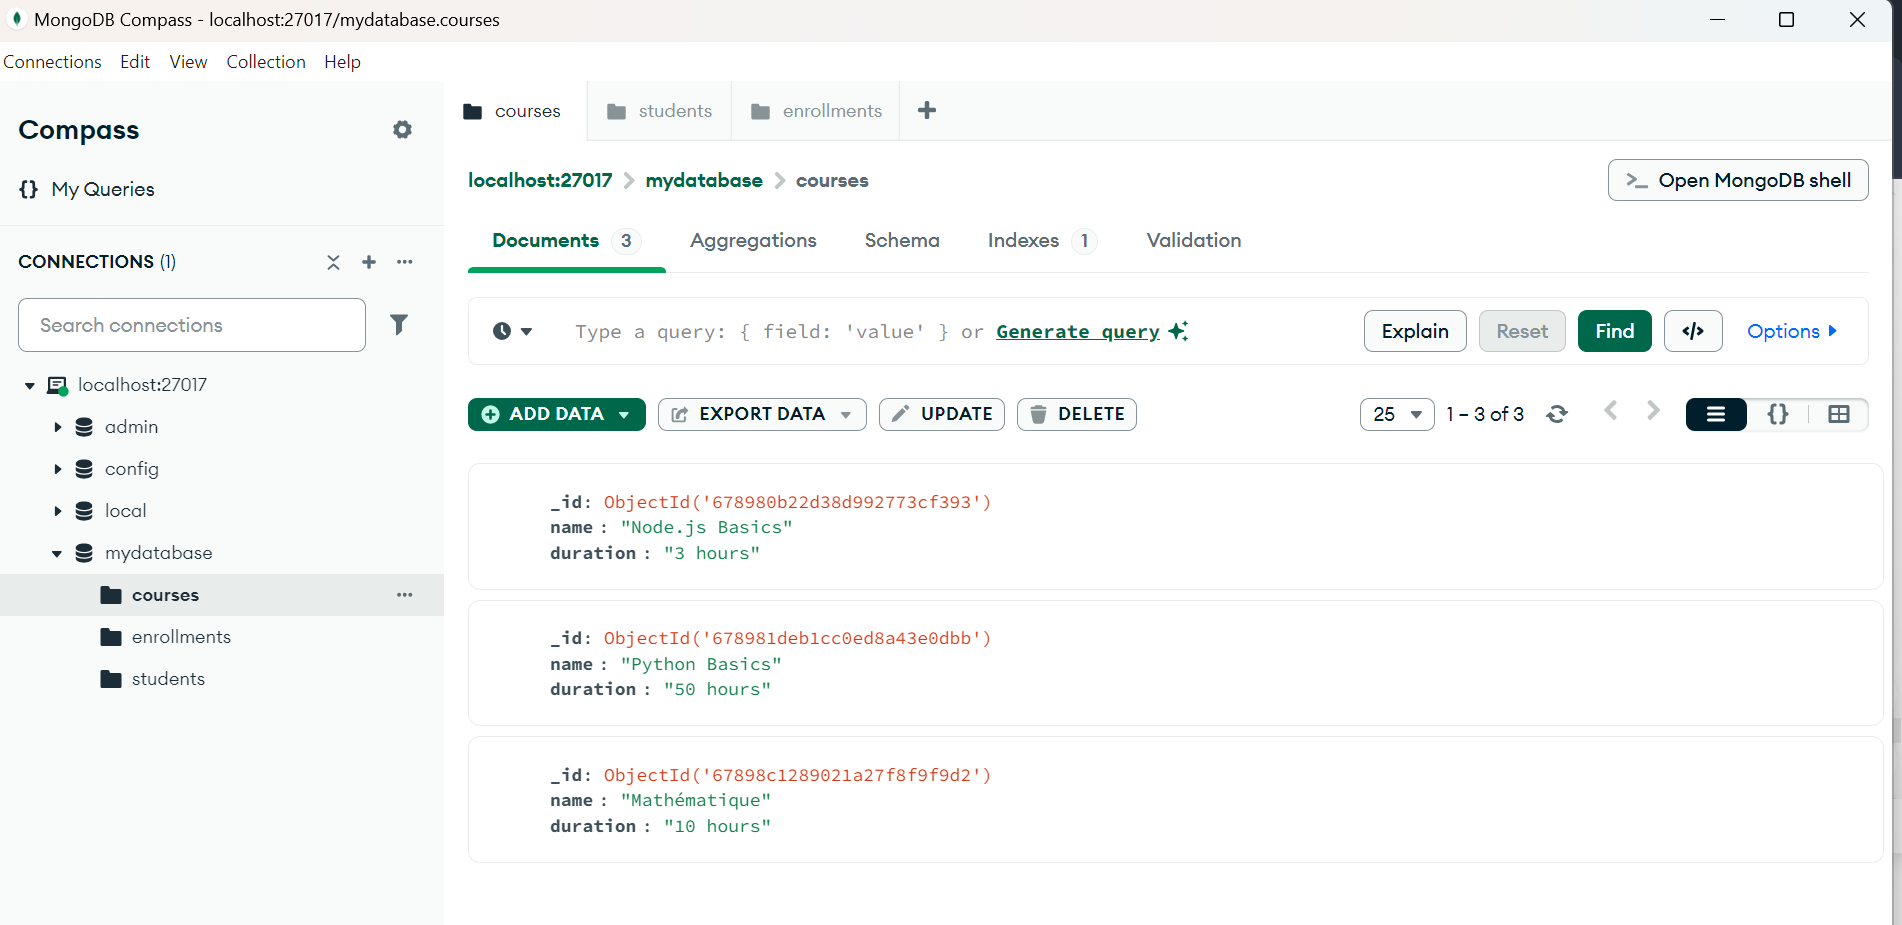 MongoDB Compass - localhost:27017/mydatabase.courses
Connections Edit View Collection Help
Compass
My Queries
CONNECTIONS (1)
Search connections
localhost:27017
admin
config
local
mydatabase
courses
enrollments
students
courses students enrollments
localhost:27017 > mydatabase > courses
>_ Open MongoDB shell
Documents 3 Aggregations Schema Indexes 1 Validation
Type a query: { field: 'value' } or Generate query
Explain Reset Find </> Options
ADD DATA EXPORT DATA UPDATE DELETE
25 1 – 3 of 3 {}
_id: ObjectId('678980b22d38d992773cf393')
name : "Node.js Basics"
duration : "3 hours"
_id: ObjectId('678981deb1cc0ed8a43e0dbb')
name : "Python Basics"
duration : "50 hours"
_id: ObjectId('67898c1289021a27f8f9f9d2')
name : "Mathématique"
duration : "10 hours"